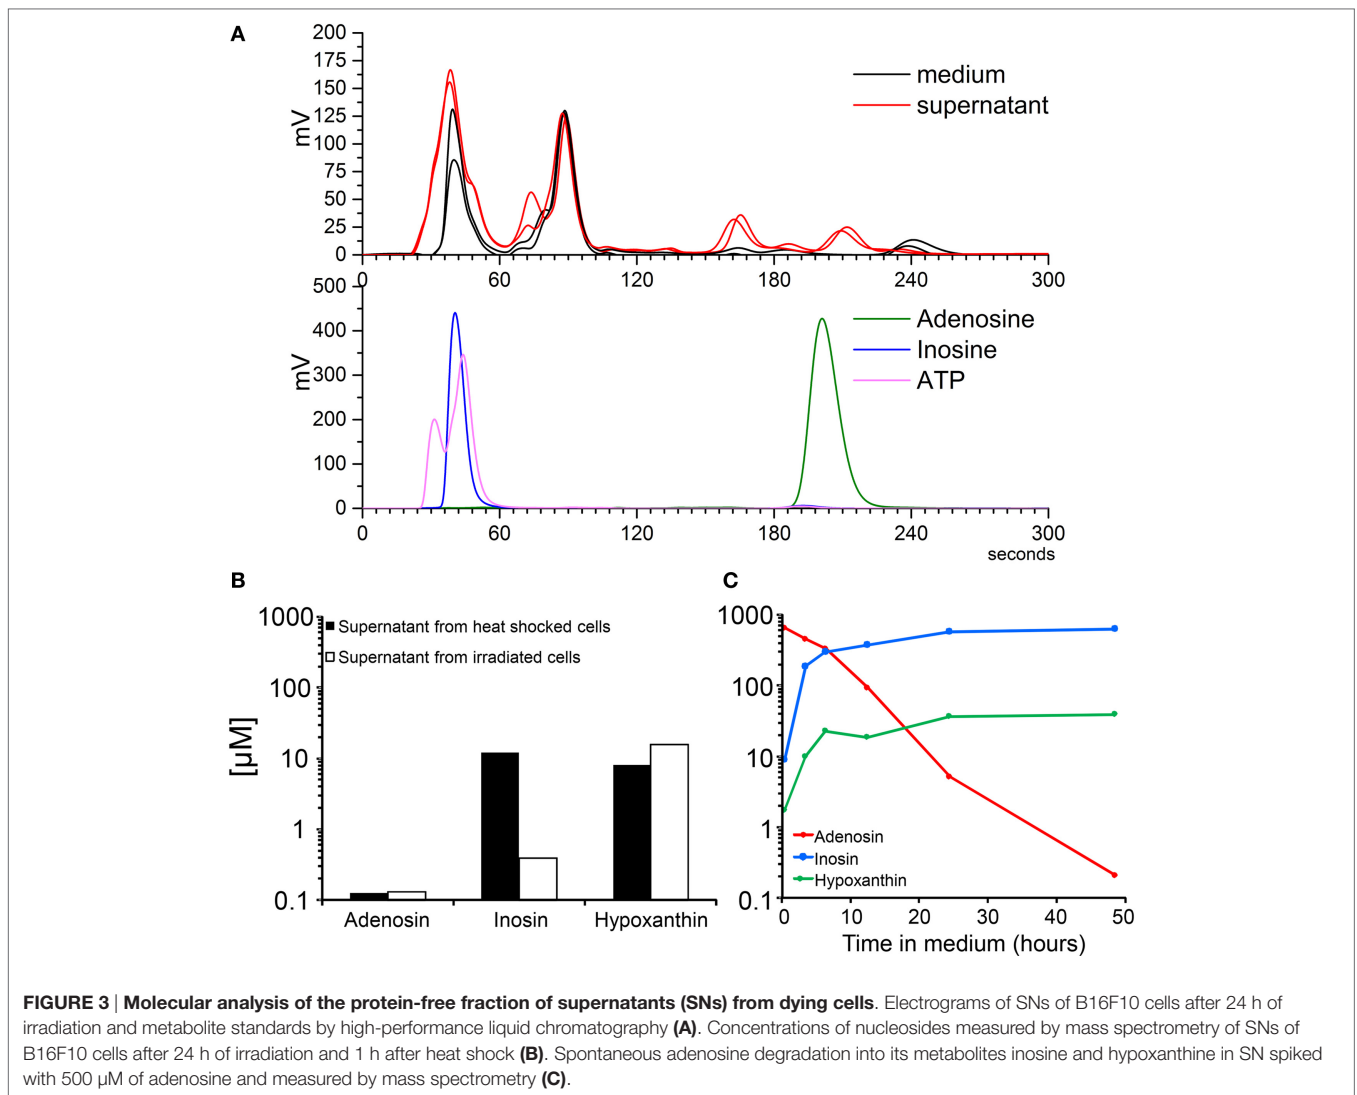 A
200
175
150
125
100
75
50
25
0
mV
medium
supernatant
0 60 120 180 240 300
500
400
300
200
100
0
mV
Adenosine
Inosine
ATP
0 60 120 180 240 300
seconds
B
1000
100
10
1
0.1
[µM]
Supernatant from heat shocked cells
Supernatant from irradiated cells
Adenosin Inosin Hypoxanthin
C
1000
100
10
1
0.1
Adenosin
Inosin
Hypoxanthin
0 10 20 30 40 50
Time in medium (hours)
FIGURE 3 | Molecular analysis of the protein-free fraction of supernatants (SNs) from dying cells. Electrograms of SNs of B16F10 cells after 24 h of
irradiation and metabolite standards by high-performance liquid chromatography (A). Concentrations of nucleosides measured by mass spectrometry of SNs of
B16F10 cells after 24 h of irradiation and 1 h after heat shock (B). Spontaneous adenosine degradation into its metabolites inosine and hypoxanthine in SN spiked
with 500 µM of adenosine and measured by mass spectrometry (C).